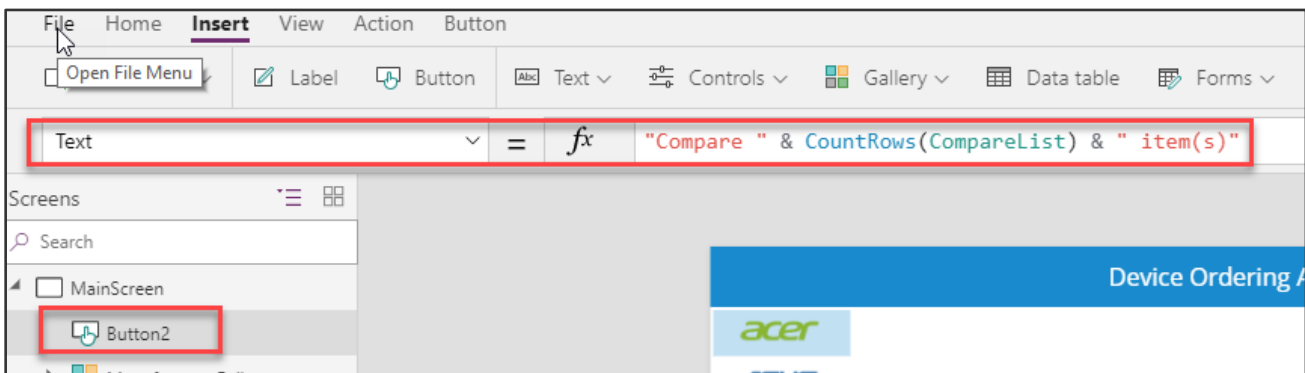 File Home Insert View Action Button
Open File Menu Label Button Abc Text Controls Gallery Data table Forms
Text = fx "Compare " & CountRows(CompareList) & " item(s)"
Screens
Search
MainScreen
Device Ordering A
Button2
acer